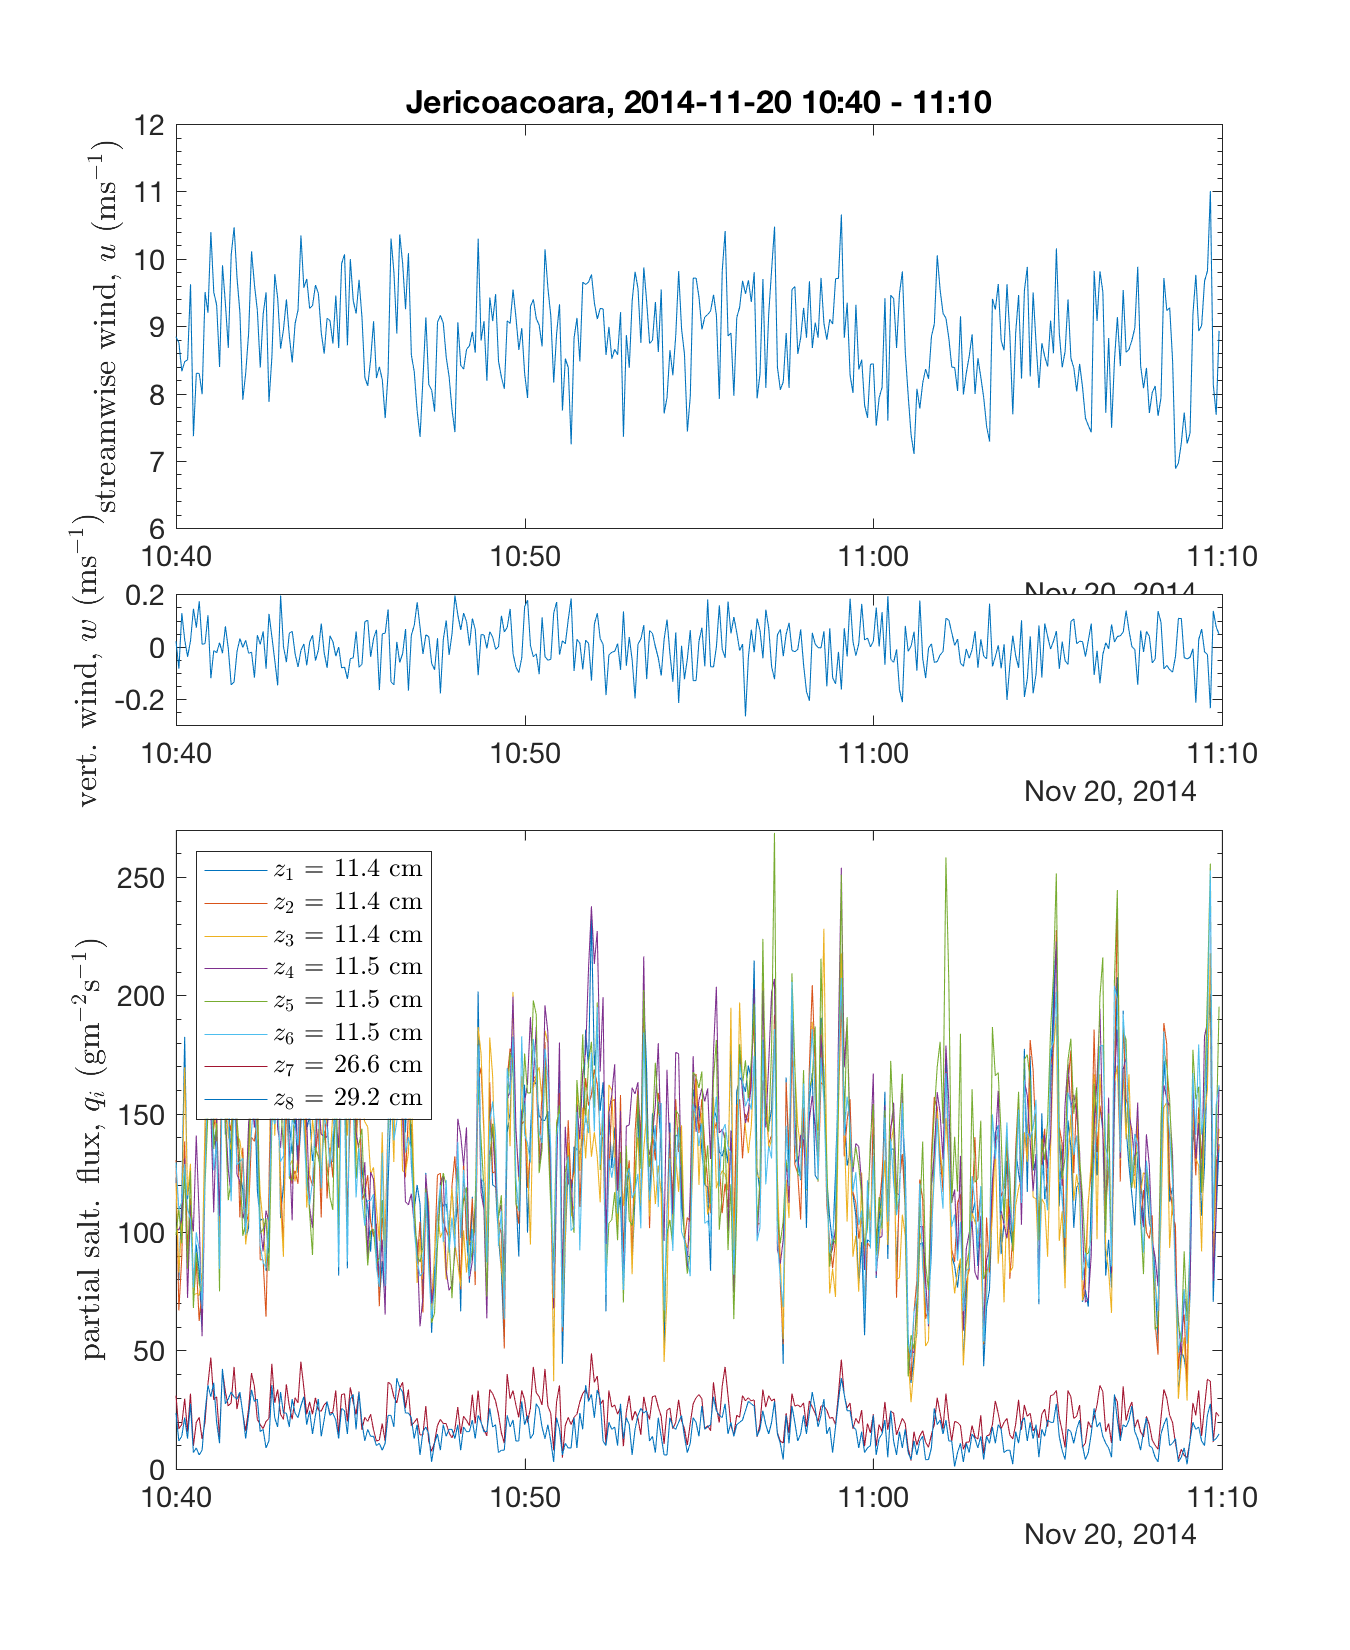 Jericoacoara, 2014-11-20 10:40 - 11:10
streamwise wind, u (ms⁻¹)
12
11
10
9
8
7
6
10:40 10:50 11:00 11:10
Nov 20, 2014
vert. wind, w (ms⁻¹)
0.2
0
-0.2
10:40 10:50 11:00 11:10
Nov 20, 2014
partial salt. flux, qᵢ (gm⁻²s⁻¹)
250
200
150
100
50
0
z₁ = 11.4 cm
z₂ = 11.4 cm
z₃ = 11.4 cm
z₄ = 11.5 cm
z₅ = 11.5 cm
z₆ = 11.5 cm
z₇ = 26.6 cm
z₈ = 29.2 cm
10:40 10:50 11:00 11:10
Nov 20, 2014